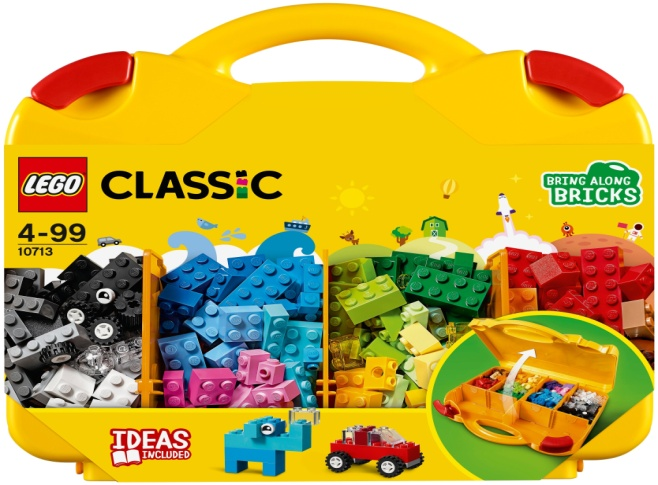 LEGO CLASSIC
4-99
10713
BRING ALONG
BRICKS
IDEAS
INCLUDED